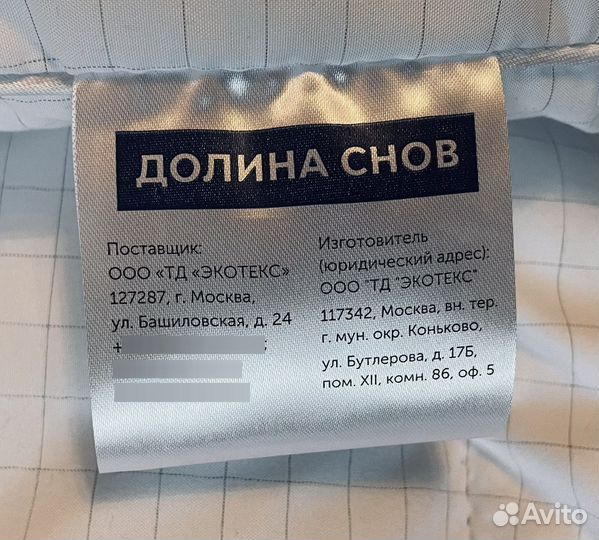 ДОЛИНА СНОВ
Поставщик:
ООО «ТД «ЭКОТЕКС»
127287, г. Москва,
ул. Башиловская, д. 24
+
Изготовитель
(юридический адрес):
ООО "ТД "ЭКОТЕКС"
117342, Москва, вн. тер.
г. мун. окр. Коньково,
ул. Бутлерова, д. 17Б,
пом. XII, комн. 86, оф. 5
Avito